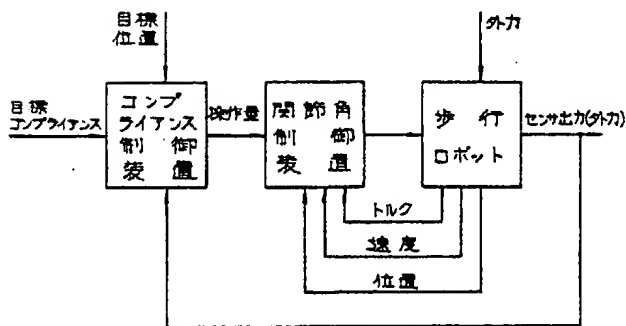 目標
位置
外力
目標
コンプライアンス
コンプ
ライアンス
制御
装置
操作量
関節角
制御
装置
歩行
ロボット
センサ出力(外力)
トルク
速度
位置